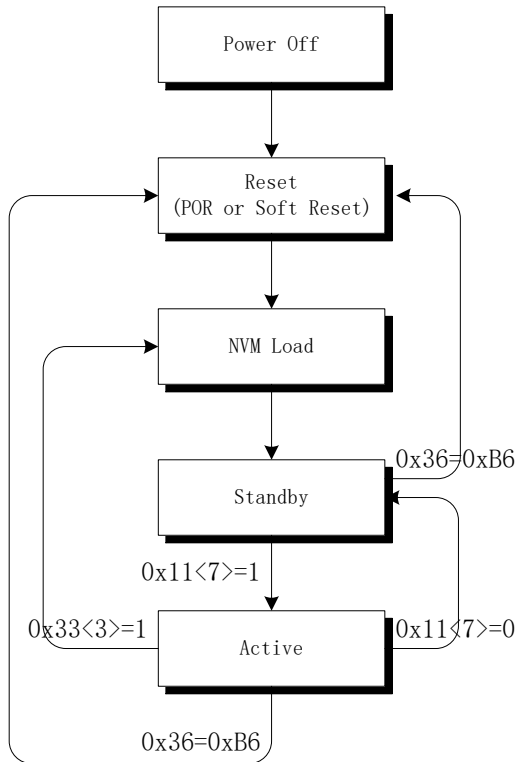 Power Off
Reset
(POR or Soft Reset)
NVM Load
0x36=0xB6
Standby
0x11<7>=1
0x33<3>=1
Active
0x11<7>=0
0x36=0xB6